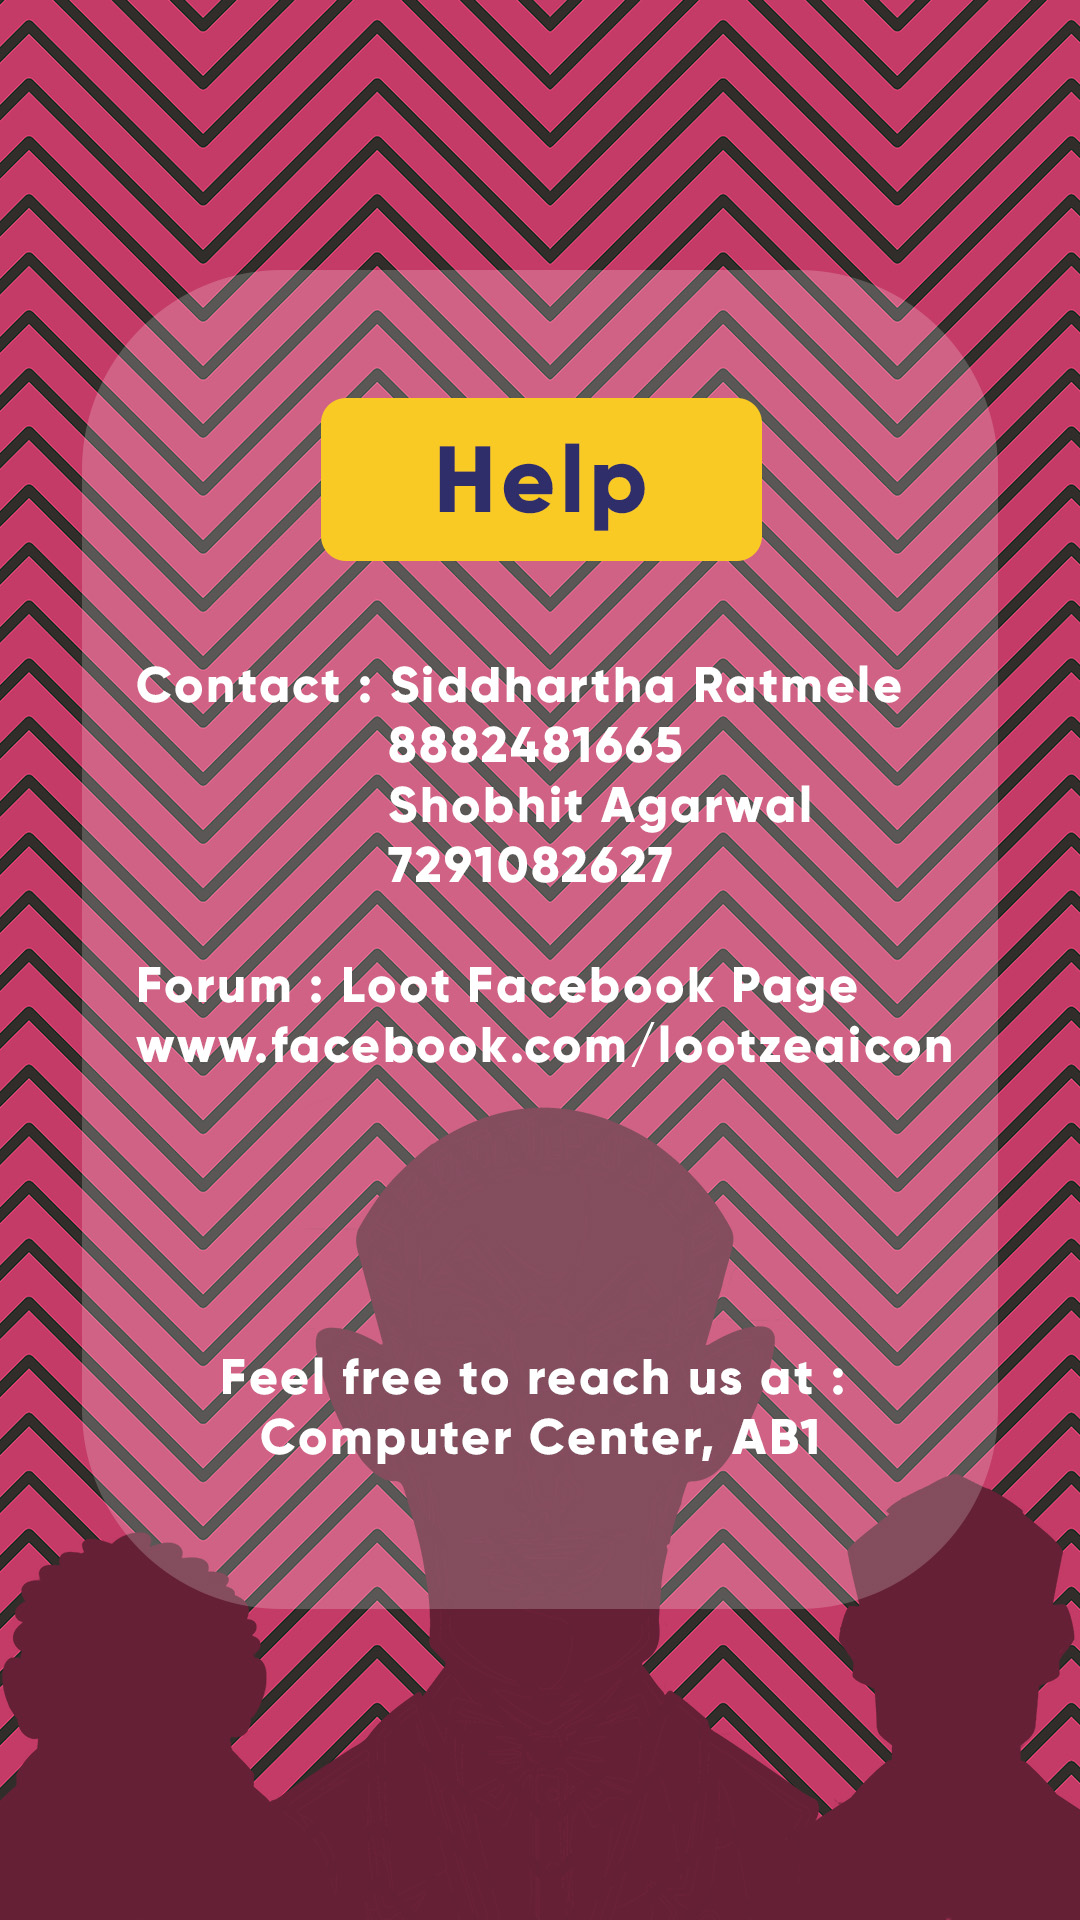 Help
Contact : Siddhartha Ratmele
8882481665
Shobhit Agarwal
7291082627
Forum : Loot Facebook Page
www.facebook.com/lootzeaicon
Feel free to reach us at :
Computer Center, AB1